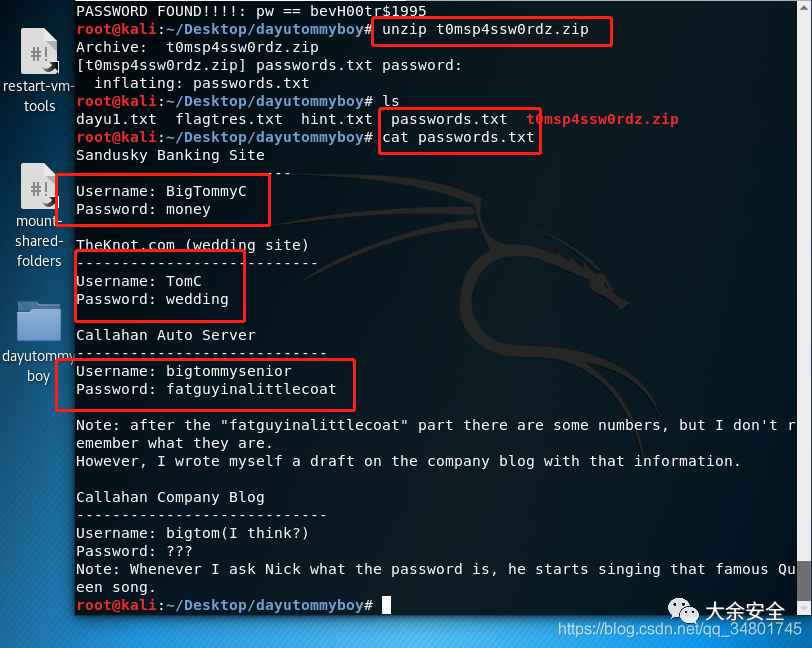 PASSWORD FOUND!!!!: pw == bevH00tr$1995
root@kali:~/Desktop/dayutommyboy# unzip t0msp4ssw0rdz.zip
Archive:  t0msp4ssw0rdz.zip
[t0msp4ssw0rdz.zip] passwords.txt password:
  inflating: passwords.txt
root@kali:~/Desktop/dayutommyboy# ls
dayu1.txt  flagtres.txt  hint.txt  passwords.txt  t0msp4ssw0rdz.zip
root@kali:~/Desktop/dayutommyboy# cat passwords.txt
Sandusky Banking Site
------------------------
Username: BigTommyC
Password: money
TheKnot.com (wedding site)
---------------------------
Username: TomC
Password: wedding
Callahan Auto Server
----------------------------
Username: bigtommysenior
Password: fatguyinalittlecoat
Note: after the "fatguyinalittlecoat" part there are some numbers, but I don't r
emember what they are.
However, I wrote myself a draft on the company blog with that information.
Callahan Company Blog
----------------------------
Username: bigtom(I think?)
Password: ???
Note: Whenever I ask Nick what the password is, he starts singing that famous Qu
een song.
root@kali:~/Desktop/dayutommyboy#
#!
restart-vm-
tools
#!
mount-
shared-
folders
dayutommy
boy
大余安全
https://blog.csdn.net/qq_34801745